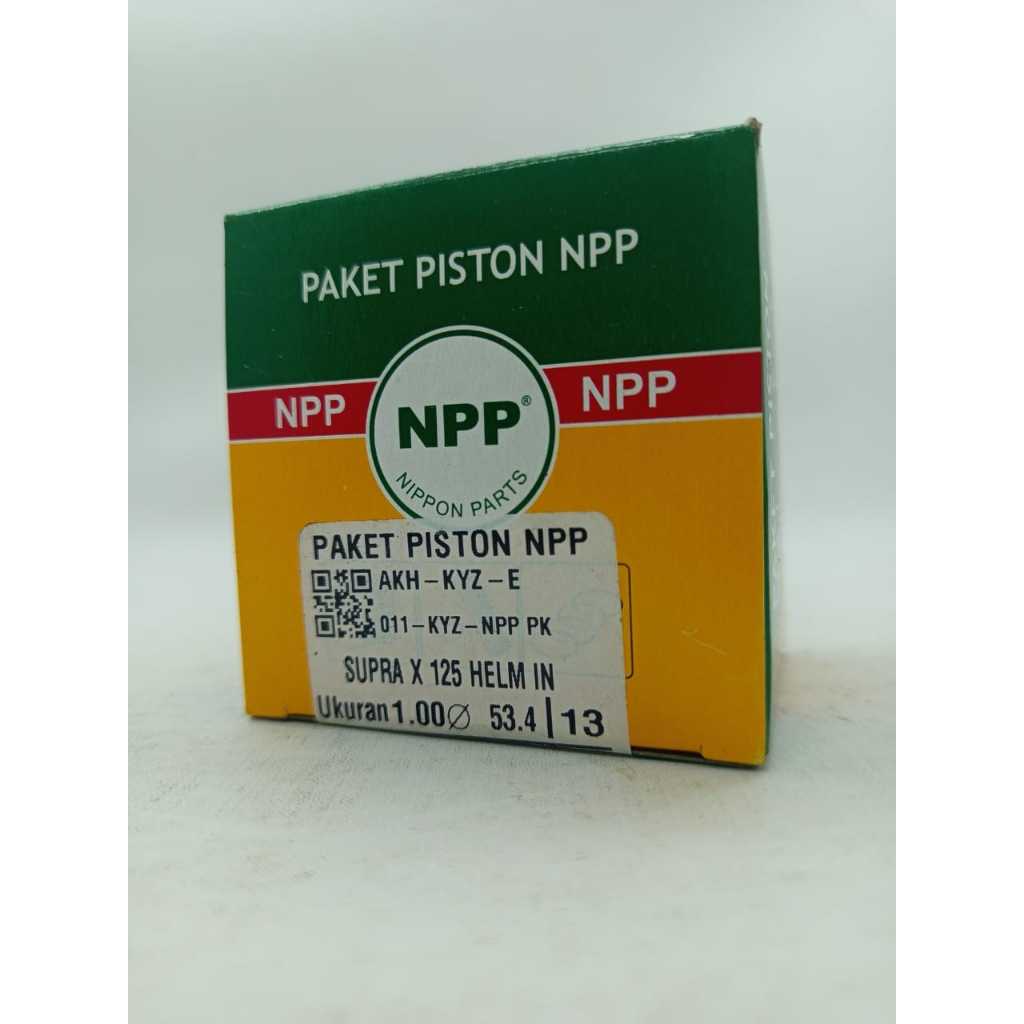 PAKET PISTON NPP
NPP
NPP®
NPP
NIPPON PARTS
PAKET PISTON NPP
AKH-KYZ-E
011-KYZ-NPP PK
SUPRA X 125 HELM IN
Ukuran 1.00⌀ 53.4 | 13